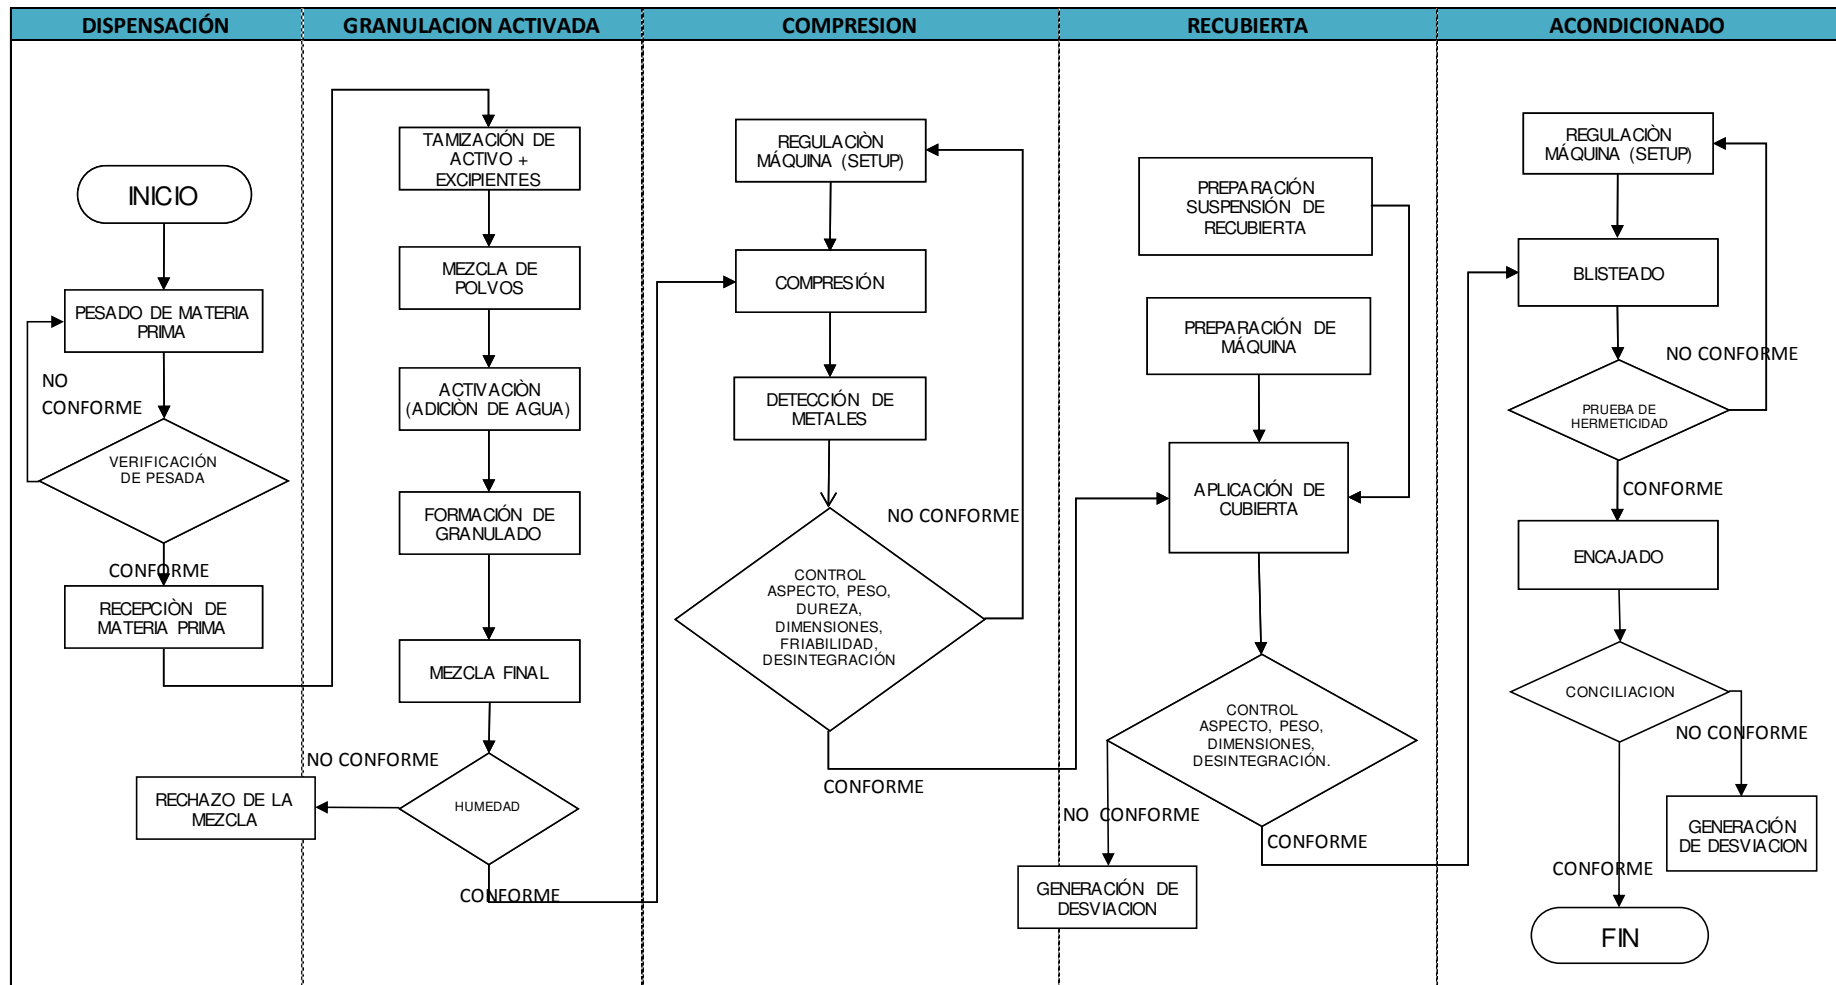 DISPENSACIÓN
GRANULACION ACTIVADA
COMPRESION
RECUBIERTA
ACONDICIONADO
INICIO
PESADO DE MATERIA
PRIMA
NO
CONFORME
VERIFICACIÓN
DE PESADA
CONFORME
RECEPCIÒN DE
MATERIA PRIMA
TAMIZACIÓN DE
ACTIVO +
EXCIPIENTES
MEZCLA DE
POLVOS
ACTIVACIÒN
(ADICIÒN DE AGUA)
FORMACIÓN DE
GRANULADO
MEZCLA FINAL
NO CONFORME
HUMEDAD
RECHAZO DE LA
MEZCLA
CONFORME
REGULACIÒN
MÁQUINA (SETUP)
COMPRESIÓN
DETECCIÓN DE
METALES
NO CONFORME
CONTROL
ASPECTO, PESO,
DUREZA,
DIMENSIONES,
FRIABILIDAD,
DESINTEGRACIÓN
CONFORME
PREPARACIÓN
SUSPENSIÓN DE
RECUBIERTA
PREPARACIÓN DE
MÁQUINA
APLICACIÓN DE
CUBIERTA
CONTROL
ASPECTO, PESO,
DIMENSIONES,
DESINTEGRACIÓN.
NO CONFORME
CONFORME
GENERACIÓN DE
DESVIACION
REGULACIÒN
MÁQUINA (SETUP)
BLISTEADO
NO CONFORME
PRUEBA DE
HERMETICIDAD
CONFORME
ENCAJADO
CONCILIACION
NO CONFORME
GENERACIÓN
DE DESVIACION
CONFORME
FIN